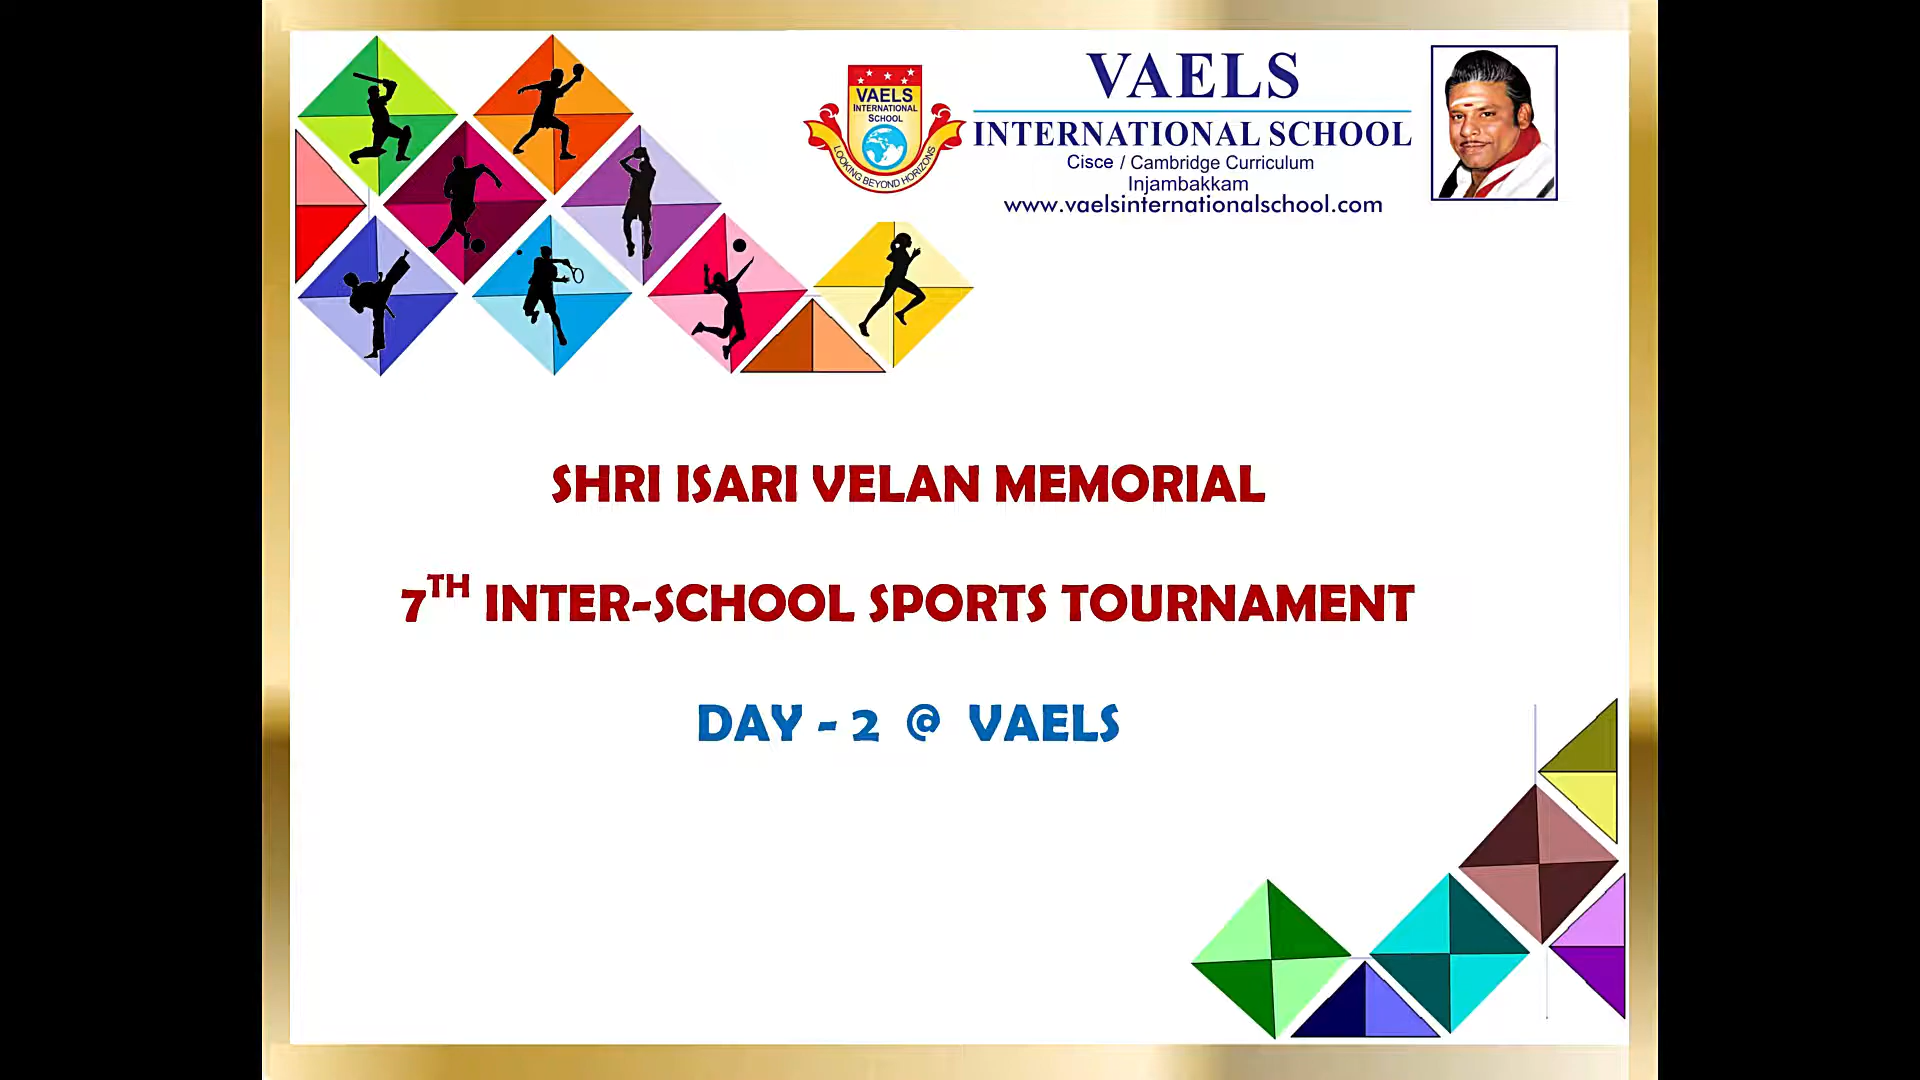 VAELS
INTERNATIONAL
SCHOOL
LOOKING BEYOND HORIZONS
VAELS
INTERNATIONAL SCHOOL
Cisce / Cambridge Curriculum
Injambakkam
www.vaelsinternationalschool.com
SHRI ISARI VELAN MEMORIAL
7TH INTER-SCHOOL SPORTS TOURNAMENT
DAY - 2 @ VAELS